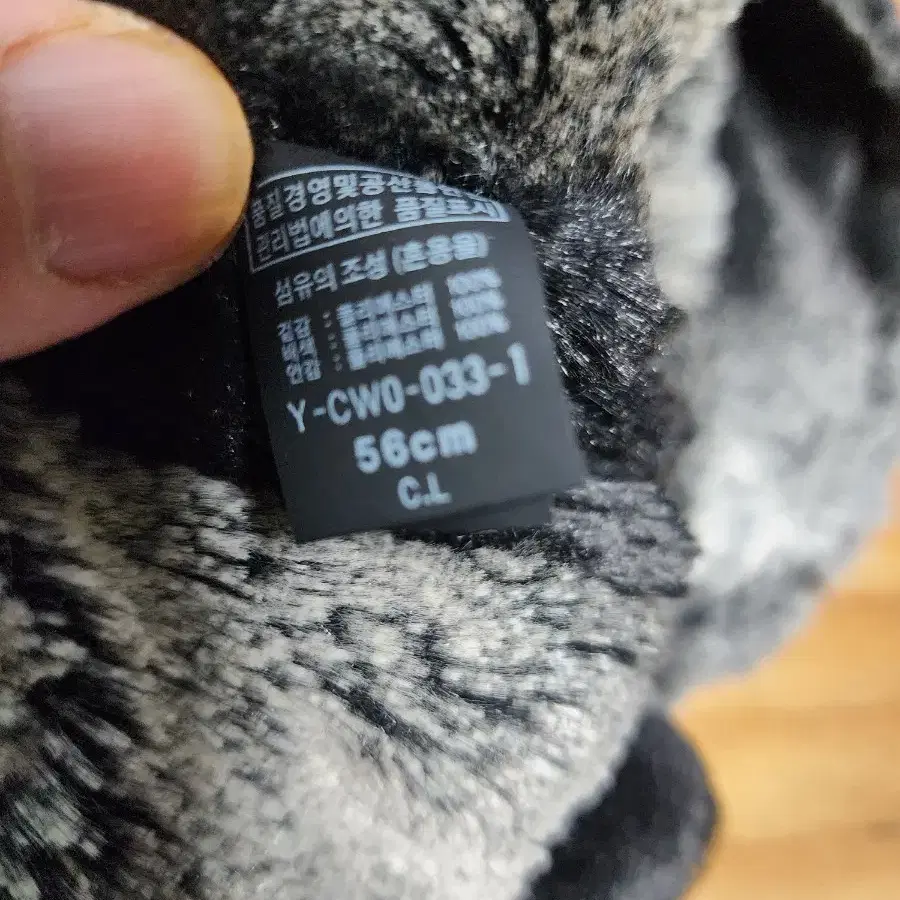 품질경영및공산품안전
관리법에의한 품질표시
섬유의 조성 (혼용율)
겉감 : 폴리에스터 100%
배색 : 폴리에스터 100%
안감 : 폴리에스터 100%
Y-CW0-033-1
56cm
C.L